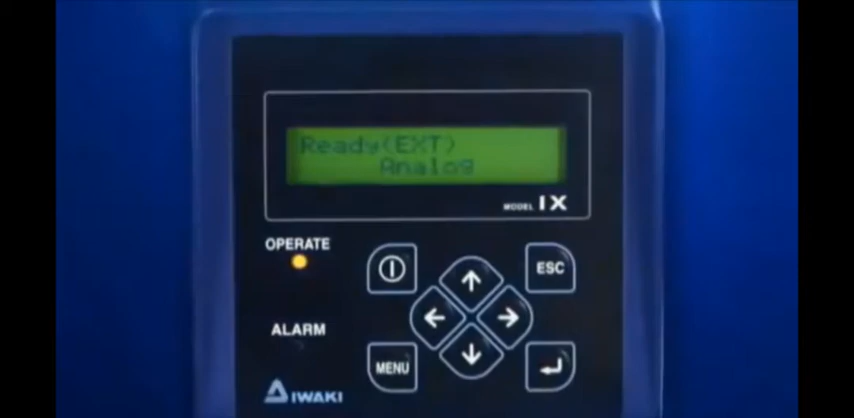 Ready(EXT)
Analog
MODEL IX
OPERATE
ESC
ALARM
MENU
IWAKI